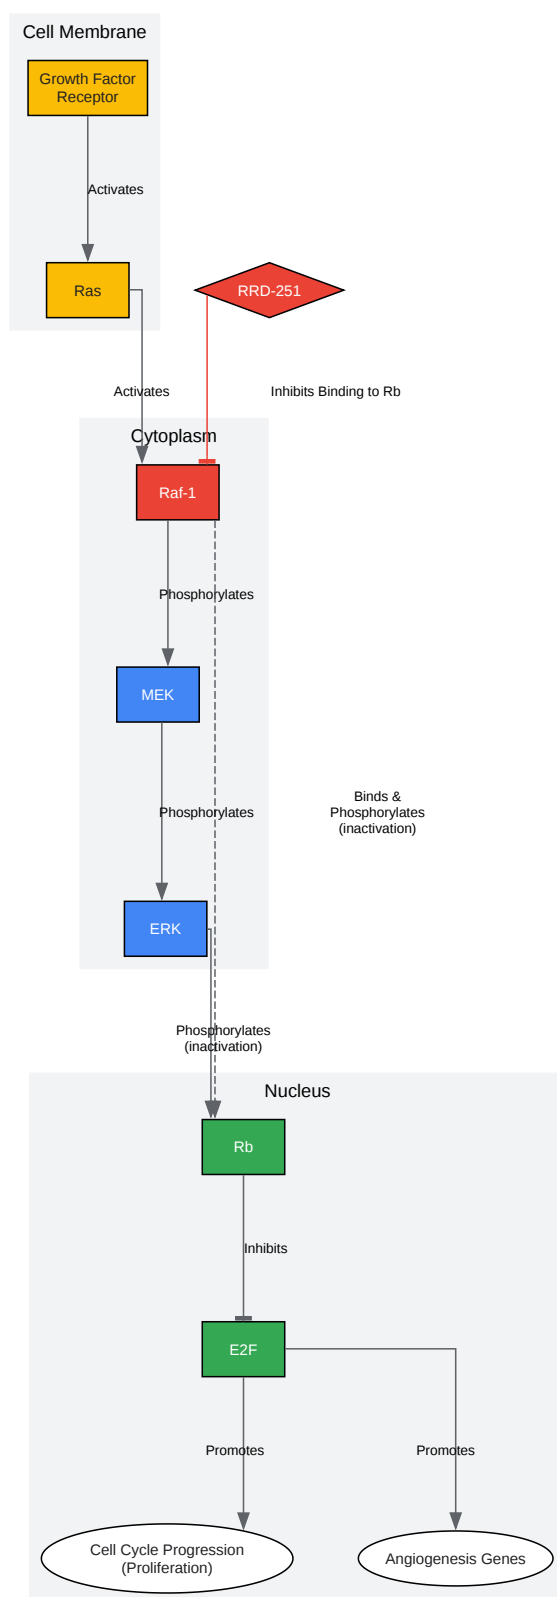 Cell Membrane
Growth Factor
Receptor
Activates
Ras
RRD-251
Activates
Inhibits Binding to Rb
Cytoplasm
Raf-1
Phosphorylates
MEK
Phosphorylates
Binds &
Phosphorylates
(inactivation)
ERK
Phosphorylates
(inactivation)
Nucleus
Rb
Inhibits
E2F
Promotes
Promotes
Cell Cycle Progression
(Proliferation)
Angiogenesis Genes